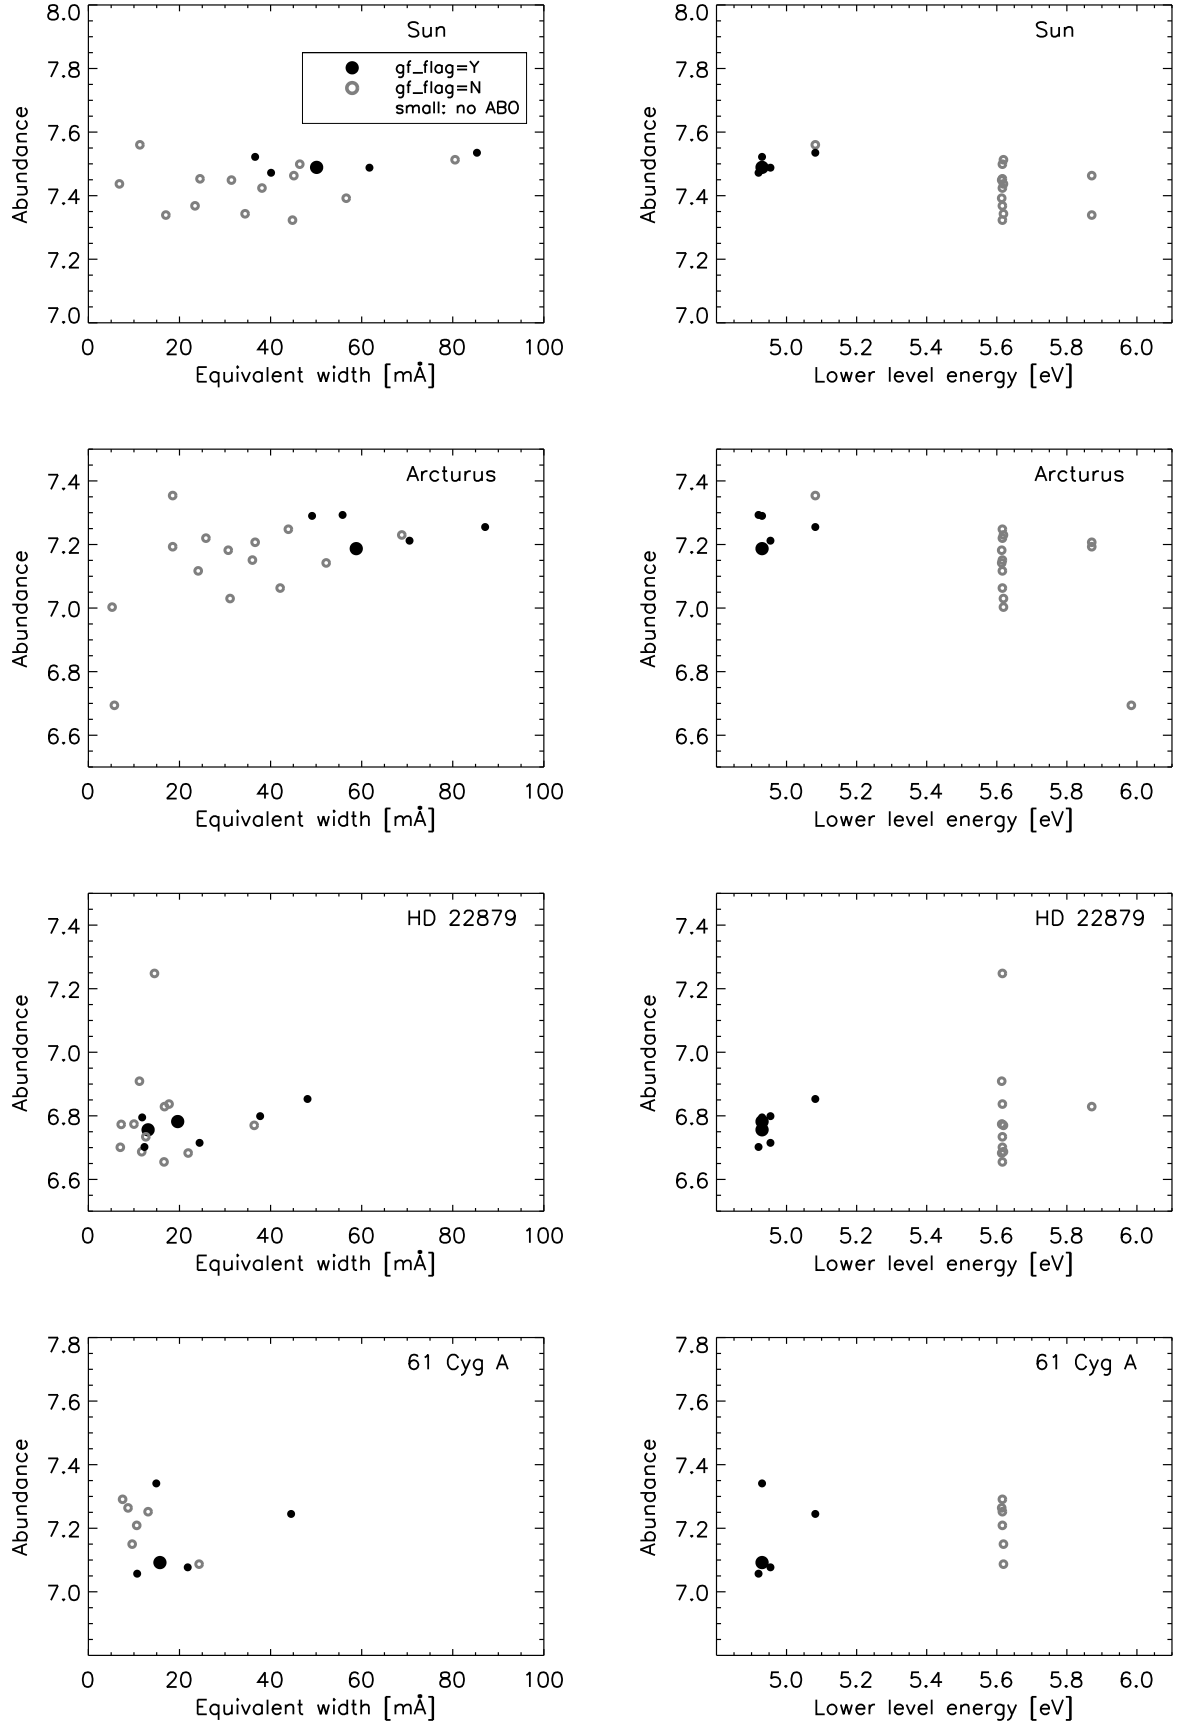 Sun
gf_flag=Y
gf_flag=N
small: no ABO
Abundance
8.0
7.8
7.6
7.4
7.2
7.0
0 20 40 60 80 100
Equivalent width [mÅ]
Sun
Abundance
8.0
7.8
7.6
7.4
7.2
7.0
5.0 5.2 5.4 5.6 5.8 6.0
Lower level energy [eV]
Arcturus
Abundance
7.4
7.2
7.0
6.8
6.6
0 20 40 60 80 100
Equivalent width [mÅ]
Arcturus
Abundance
7.4
7.2
7.0
6.8
6.6
5.0 5.2 5.4 5.6 5.8 6.0
Lower level energy [eV]
HD 22879
Abundance
7.4
7.2
7.0
6.8
6.6
0 20 40 60 80 100
Equivalent width [mÅ]
HD 22879
Abundance
7.4
7.2
7.0
6.8
6.6
5.0 5.2 5.4 5.6 5.8 6.0
Lower level energy [eV]
61 Cyg A
Abundance
7.8
7.6
7.4
7.2
7.0
0 20 40 60 80 100
Equivalent width [mÅ]
61 Cyg A
Abundance
7.8
7.6
7.4
7.2
7.0
5.0 5.2 5.4 5.6 5.8 6.0
Lower level energy [eV]